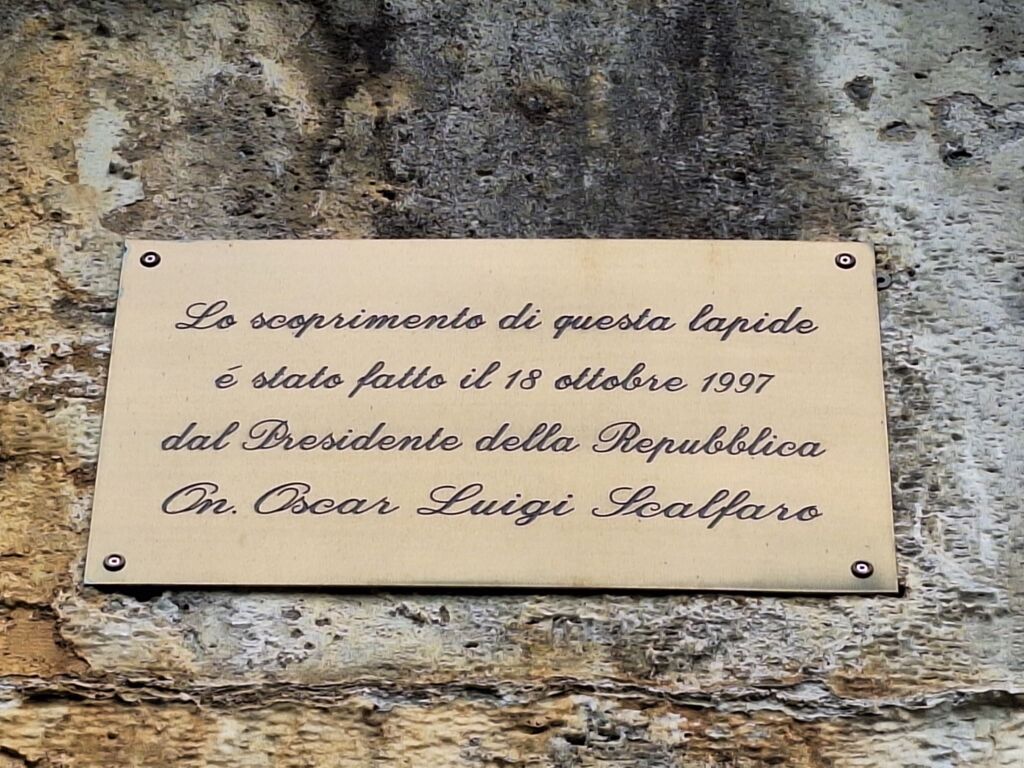 Lo scoprimento di questa lapide
é stato fatto il 18 ottobre 1997
dal Presidente della Repubblica
On. Oscar Luigi Scalfaro